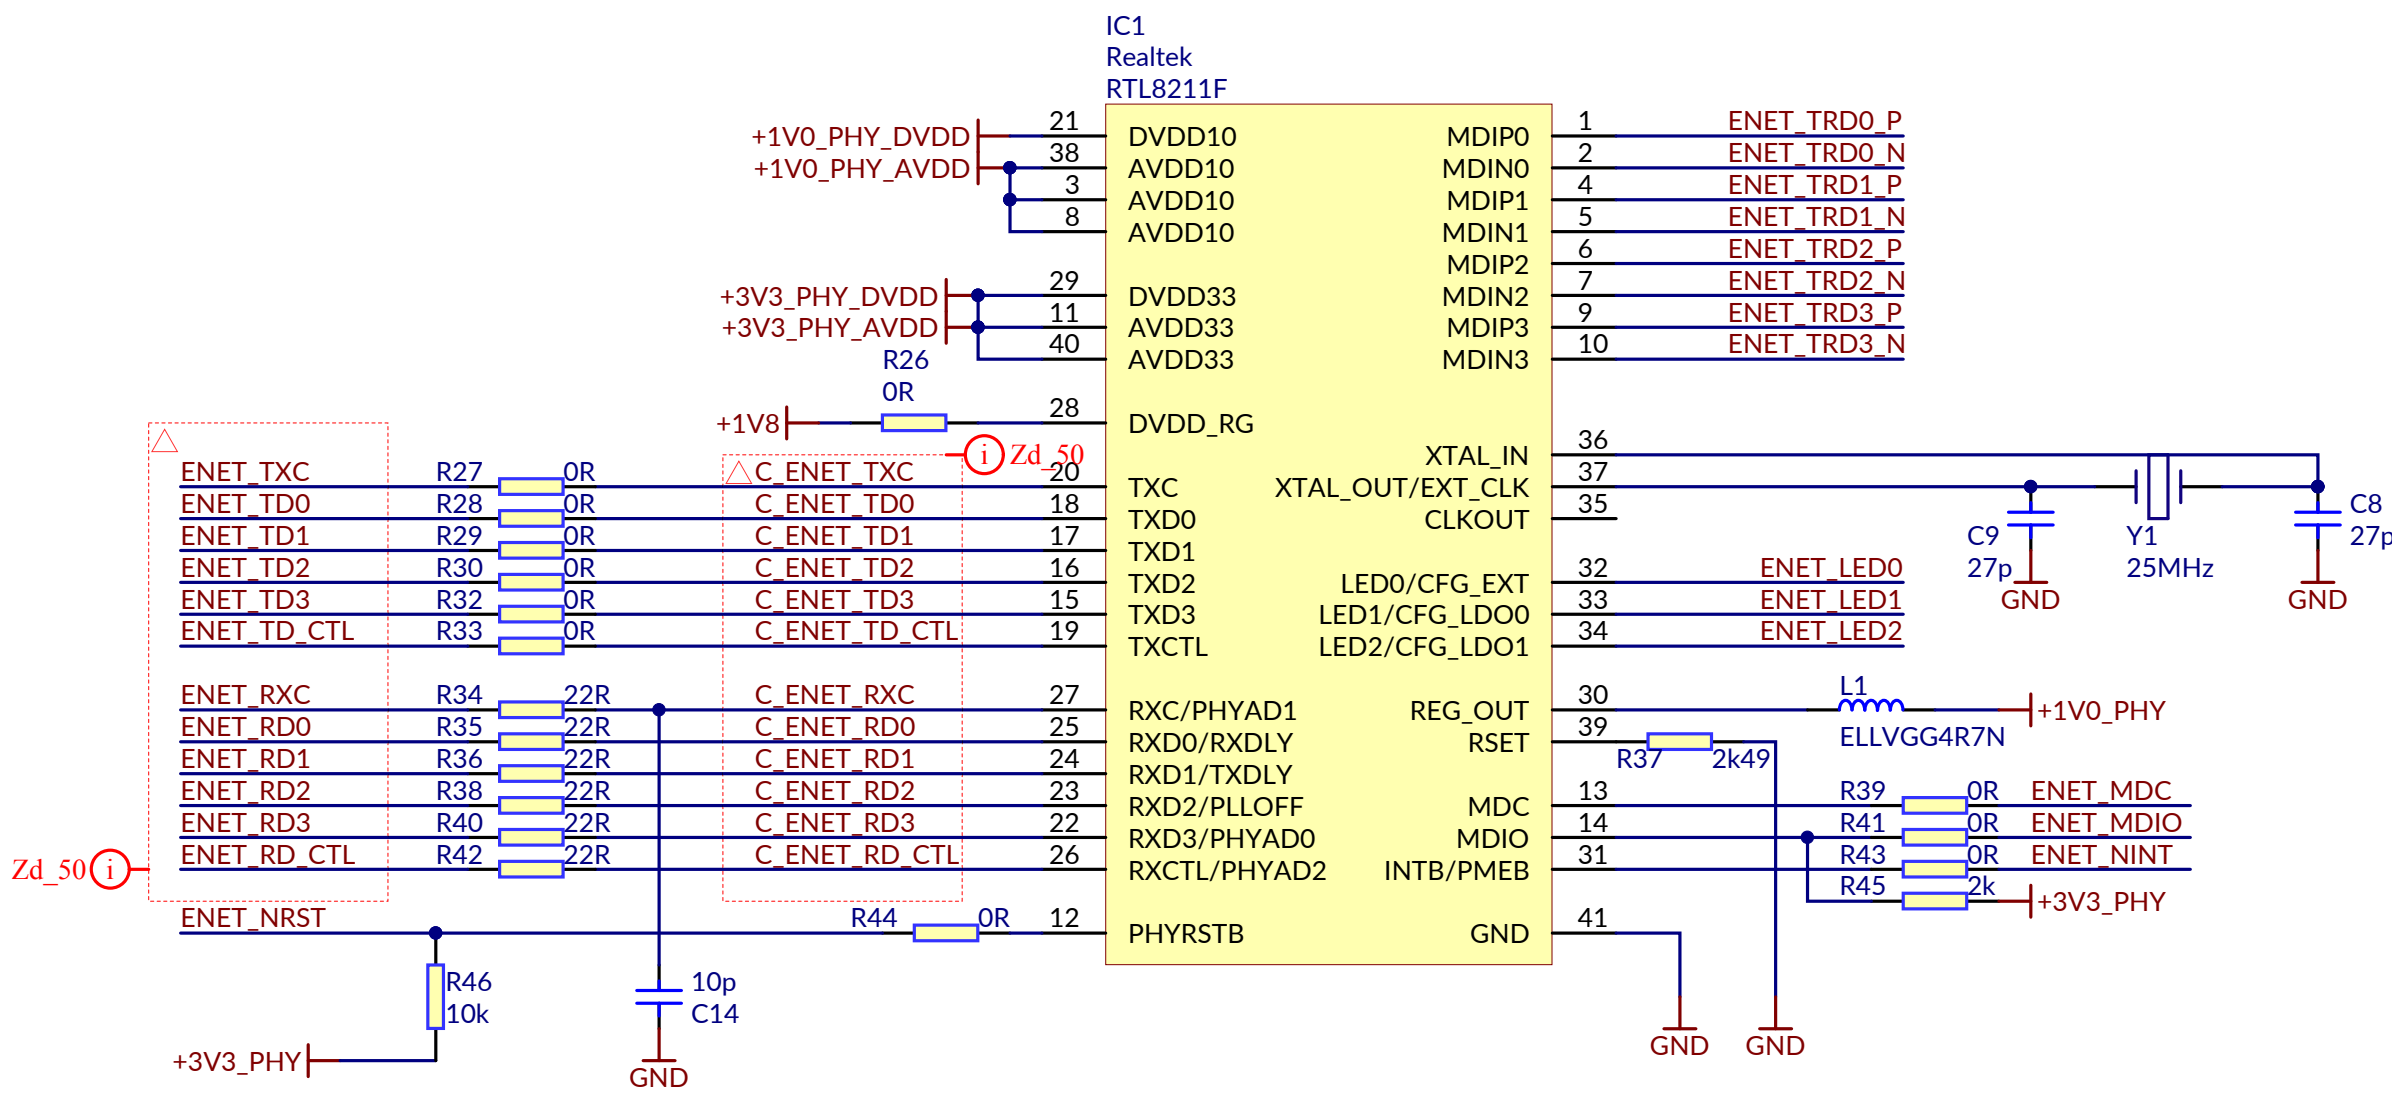 IC1
Realtek
RTL8211F
+1V0_PHY_DVDD 21 DVDD10 MDIP0 1 ENET_TRD0_P
+1V0_PHY_AVDD 38 AVDD10 MDIN0 2 ENET_TRD0_N
3 AVDD10 MDIP1 4 ENET_TRD1_P
8 AVDD10 MDIN1 5 ENET_TRD1_N
MDIP2 6 ENET_TRD2_P
+3V3_PHY_DVDD 29 DVDD33 MDIN2 7 ENET_TRD2_N
+3V3_PHY_AVDD 11 AVDD33 MDIP3 9 ENET_TRD3_P
40 AVDD33 MDIN3 10 ENET_TRD3_N
R26
0R
+1V8 28 DVDD_RG
i Zd_50
XTAL_IN 36
ENET_TXC R27 0R C_ENET_TXC 20 TXC XTAL_OUT/EXT_CLK 37
ENET_TD0 R28 0R C_ENET_TD0 18 TXD0 CLKOUT 35
C8
27p
C9
27p
Y1
25MHz
GND
GND
ENET_TD1 R29 0R C_ENET_TD1 17 TXD1
ENET_TD2 R30 0R C_ENET_TD2 16 TXD2 LED0/CFG_EXT 32 ENET_LED0
ENET_TD3 R32 0R C_ENET_TD3 15 TXD3 LED1/CFG_LDO0 33 ENET_LED1
ENET_TD_CTL R33 0R C_ENET_TD_CTL 19 TXCTL LED2/CFG_LDO1 34 ENET_LED2
ENET_RXC R34 22R C_ENET_RXC 27 RXC/PHYAD1 REG_OUT 30 L1 +1V0_PHY
ELLVGG4R7N
ENET_RD0 R35 22R C_ENET_RD0 25 RXD0/RXDLY RSET 39 R37 2k49
ENET_RD1 R36 22R C_ENET_RD1 24 RXD1/TXDLY
ENET_RD2 R38 22R C_ENET_RD2 23 RXD2/PLLOFF MDC 13 R39 0R ENET_MDC
ENET_RD3 R40 22R C_ENET_RD3 22 RXD3/PHYAD0 MDIO 14 R41 0R ENET_MDIO
ENET_RD_CTL R42 22R C_ENET_RD_CTL 26 RXCTL/PHYAD2 INTB/PMEB 31 R43 0R ENET_NINT
Zd_50 i
R45 2k +3V3_PHY
ENET_NRST R44 0R 12 PHYRSTB GND 41
R46
10k
10p
C14
+3V3_PHY
GND
GND
GND